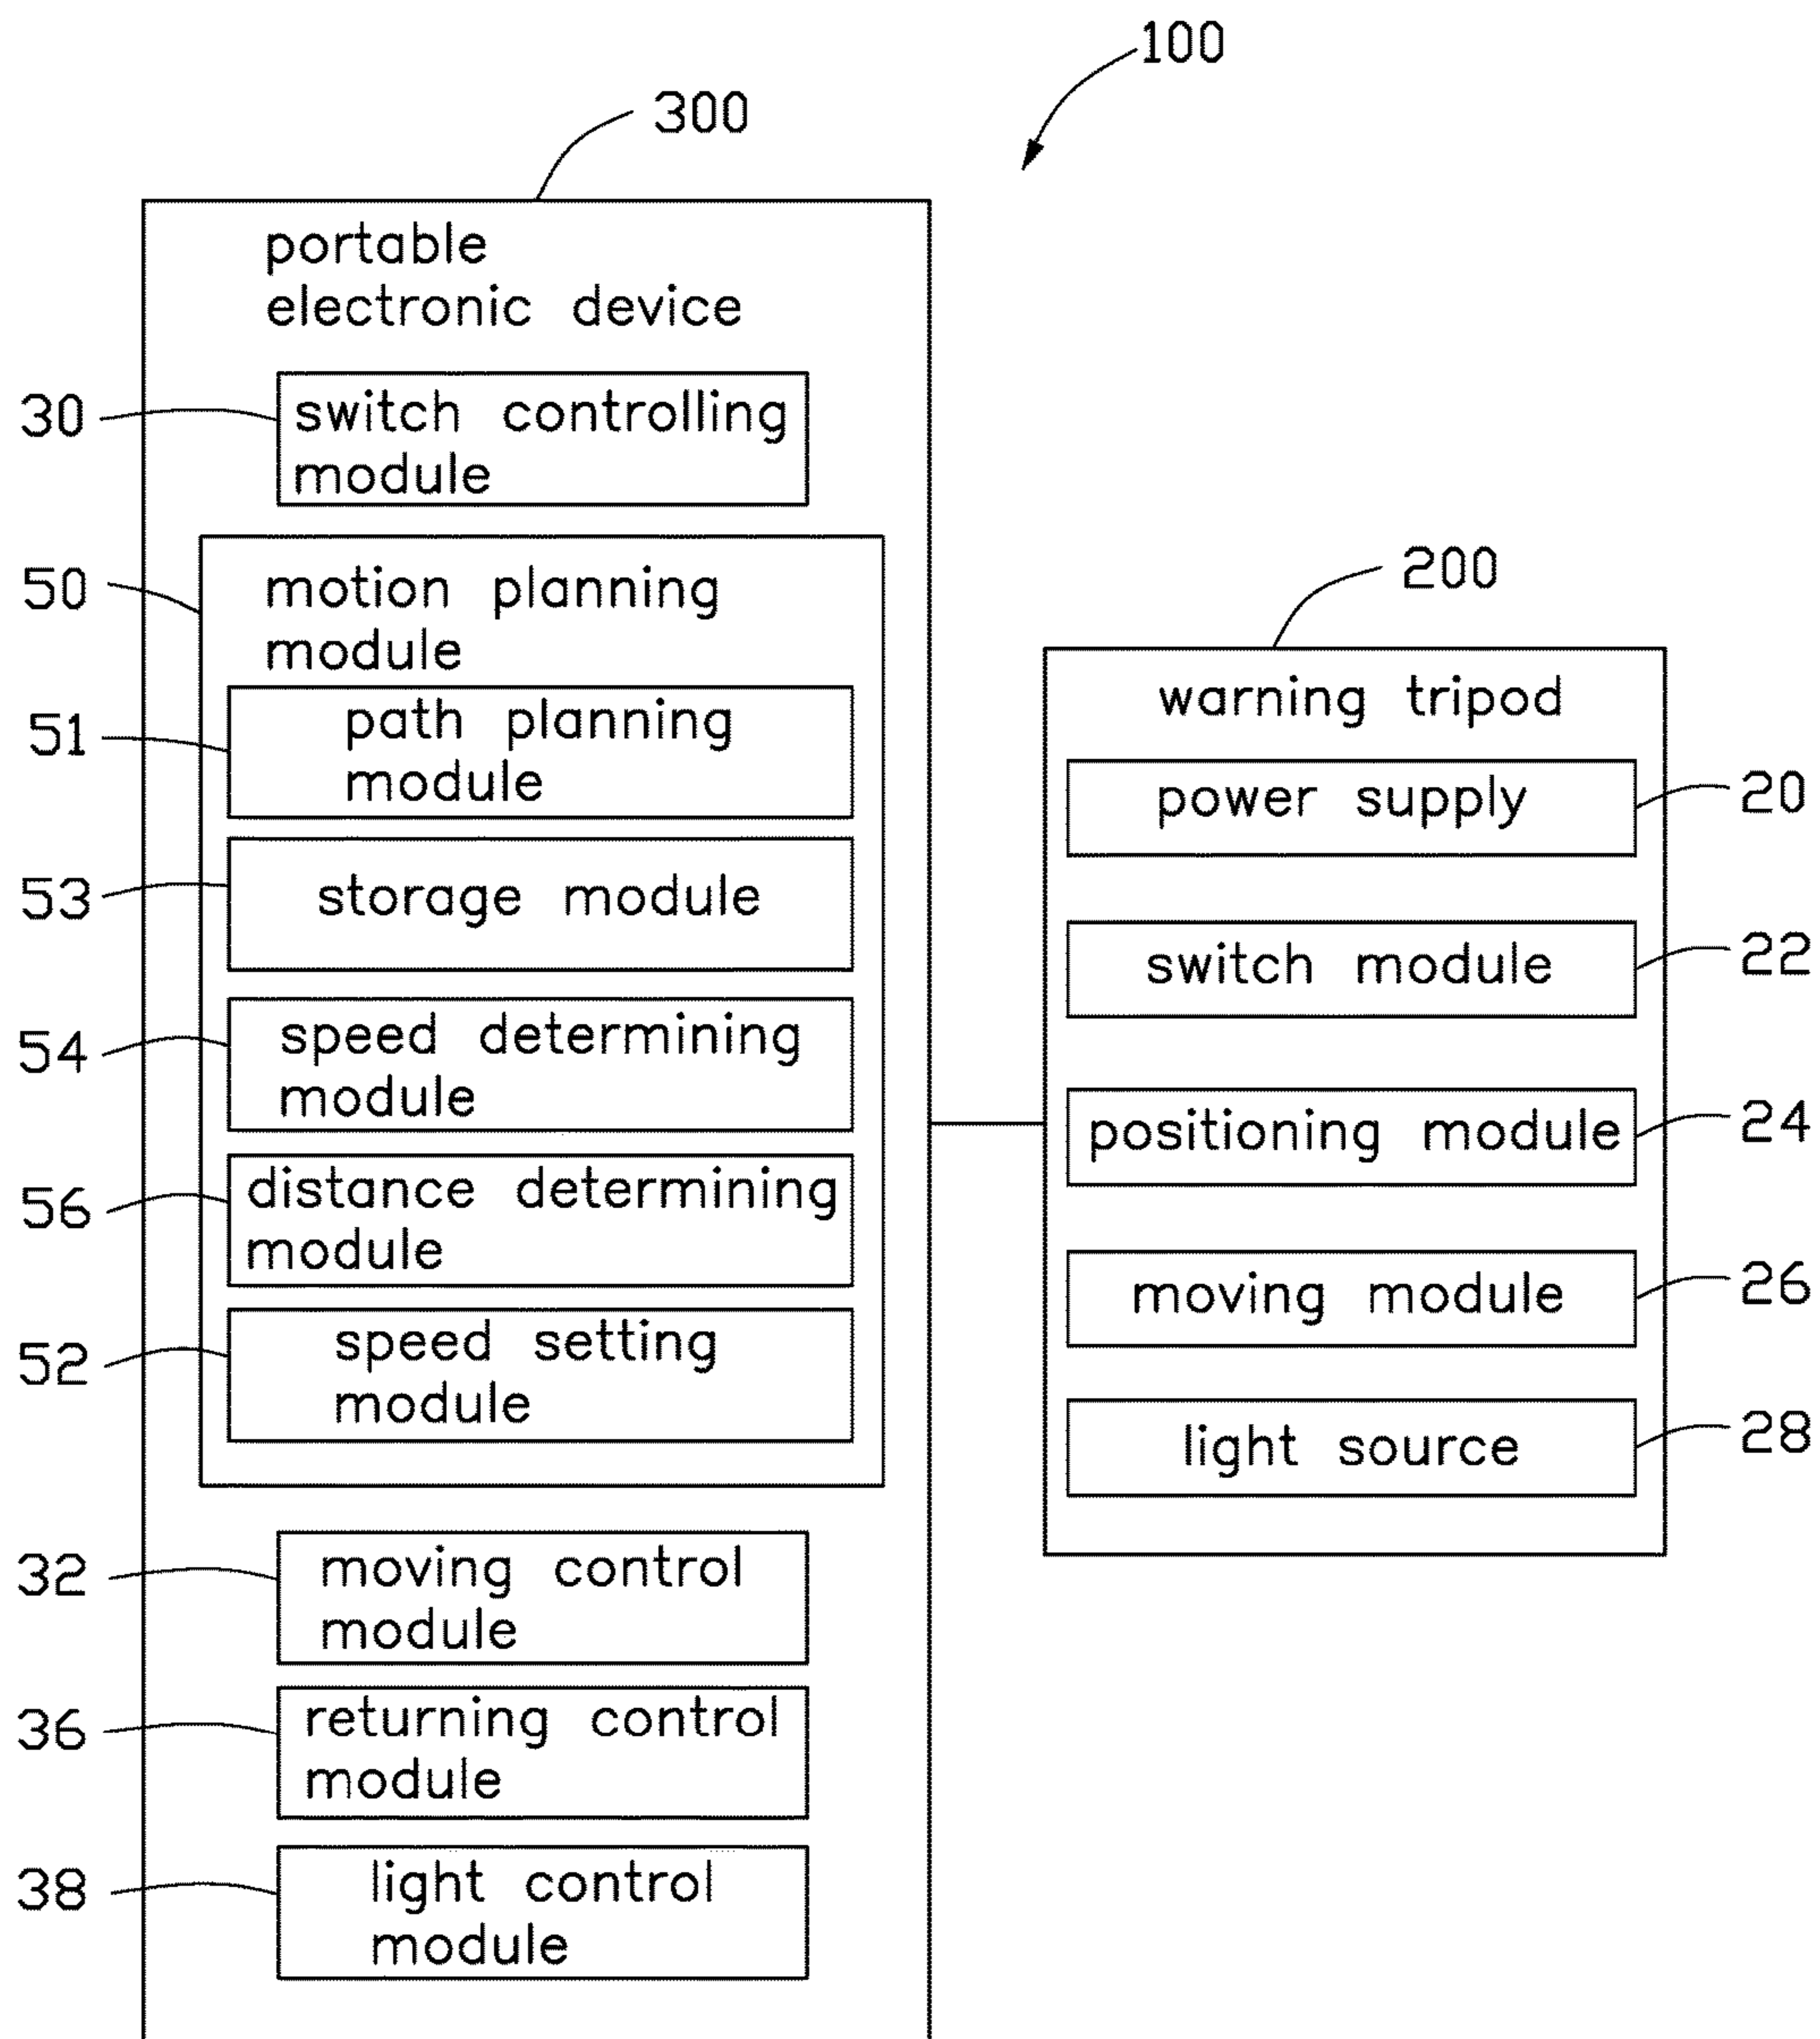 100
300
portable
electronic device
30
switch controlling
module
50
motion planning
module
51
path planning
module
53
storage module
54
speed determining
module
56
distance determining
module
52
speed setting
module
32
moving control
module
36
returning control
module
38
light control
module
200
warning tripod
power supply
20
switch module
22
positioning module
24
moving module
26
light source
28